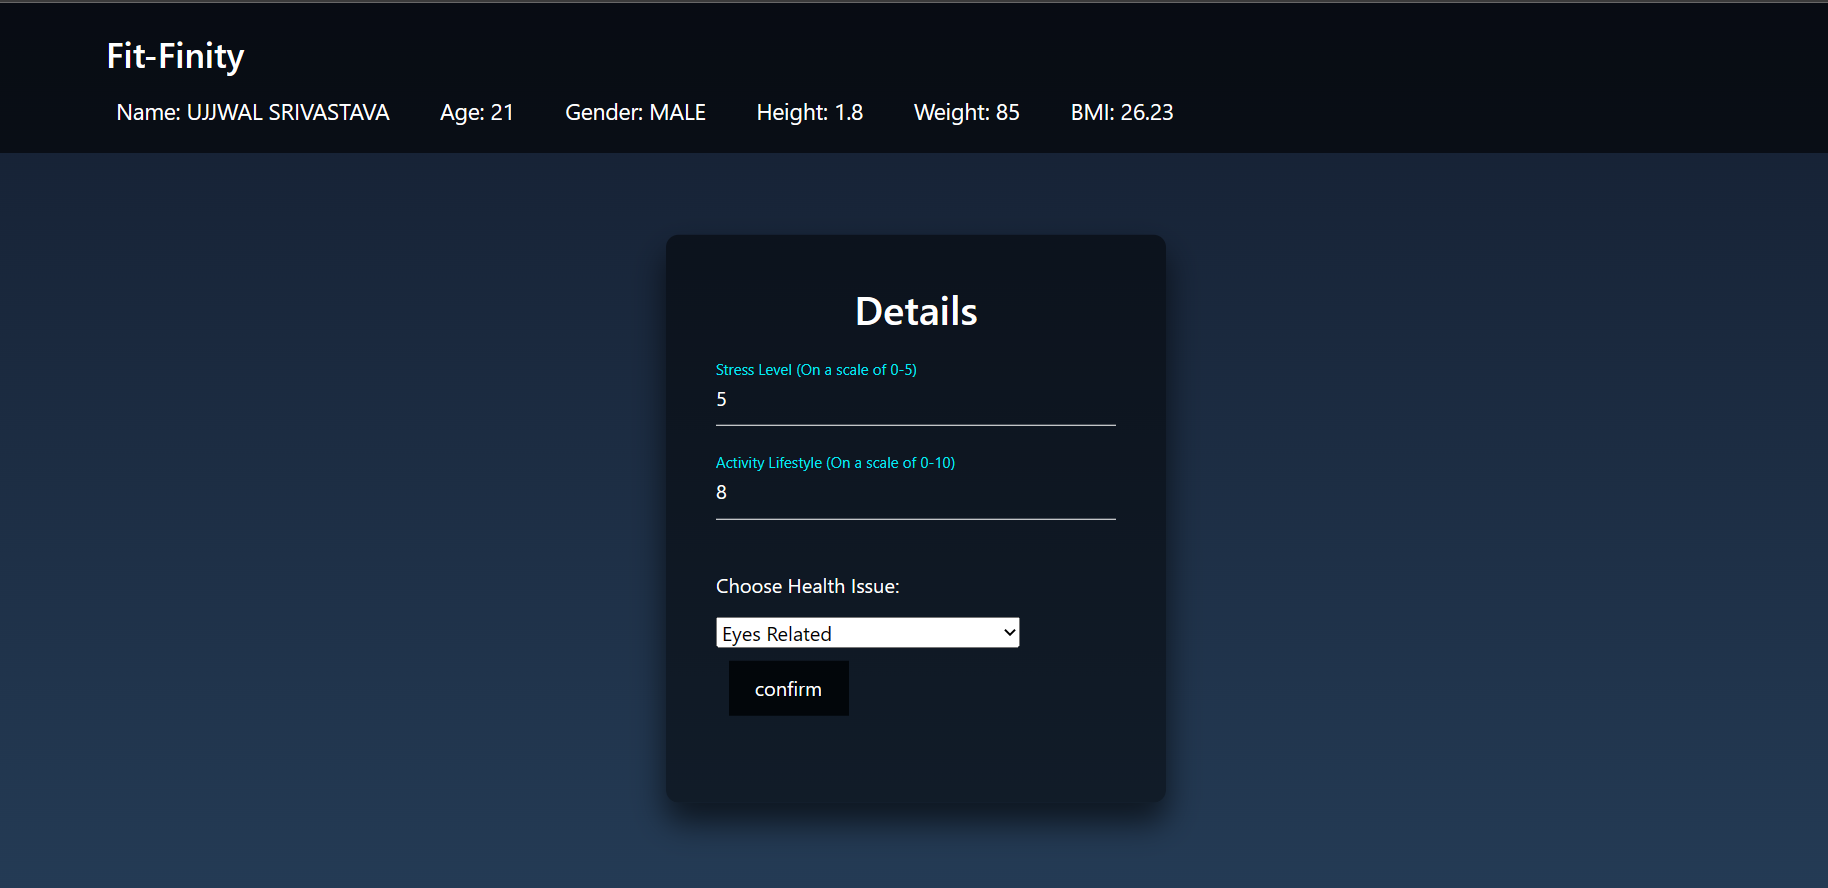 Fit-Finity
Name: UJJWAL SRIVASTAVA Age: 21 Gender: MALE Height: 1.8 Weight: 85 BMI: 26.23
Details
Stress Level (On a scale of 0-5)
5
Activity Lifestyle (On a scale of 0-10)
8
Choose Health Issue:
Eyes Related
confirm